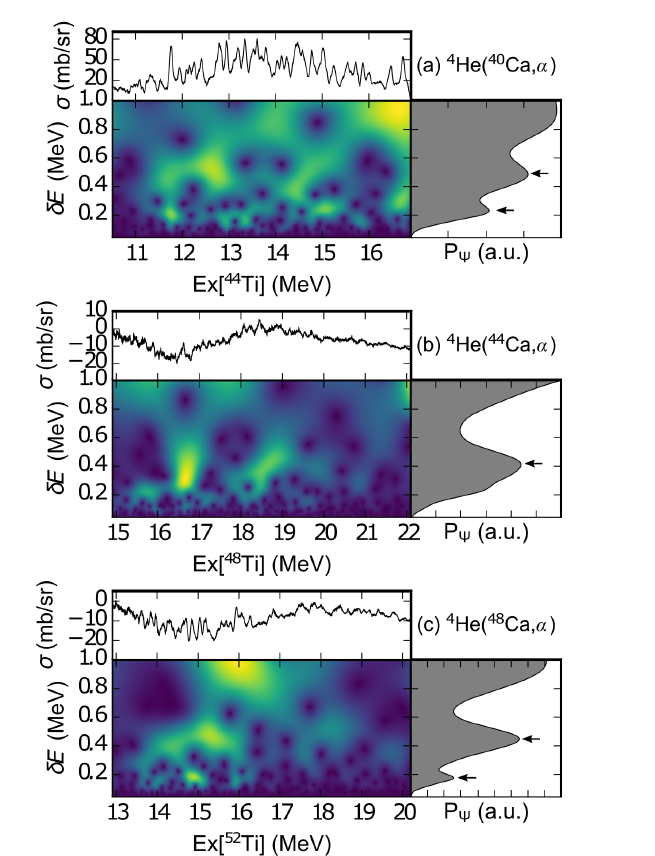 80
50
20
1.0
σ (mb/sr)
(a) ⁴He(⁴⁰Ca,α)
0.8
0.6
0.4
0.2
δE (MeV)
11 12 13 14 15 16
Ex[⁴⁴Ti] (MeV)
P_Ψ (a.u.)
10
0
−10
−20
1.0
σ (mb/sr)
(b) ⁴He(⁴⁴Ca,α)
0.8
0.6
0.4
0.2
δE (MeV)
15 16 17 18 19 20 21 22
Ex[⁴⁸Ti] (MeV)
P_Ψ (a.u.)
0
−10
−20
1.0
σ (mb/sr)
(c) ⁴He(⁴⁸Ca,α)
0.8
0.6
0.4
0.2
δE (MeV)
13 14 15 16 17 18 19 20
Ex[⁵²Ti] (MeV)
P_Ψ (a.u.)